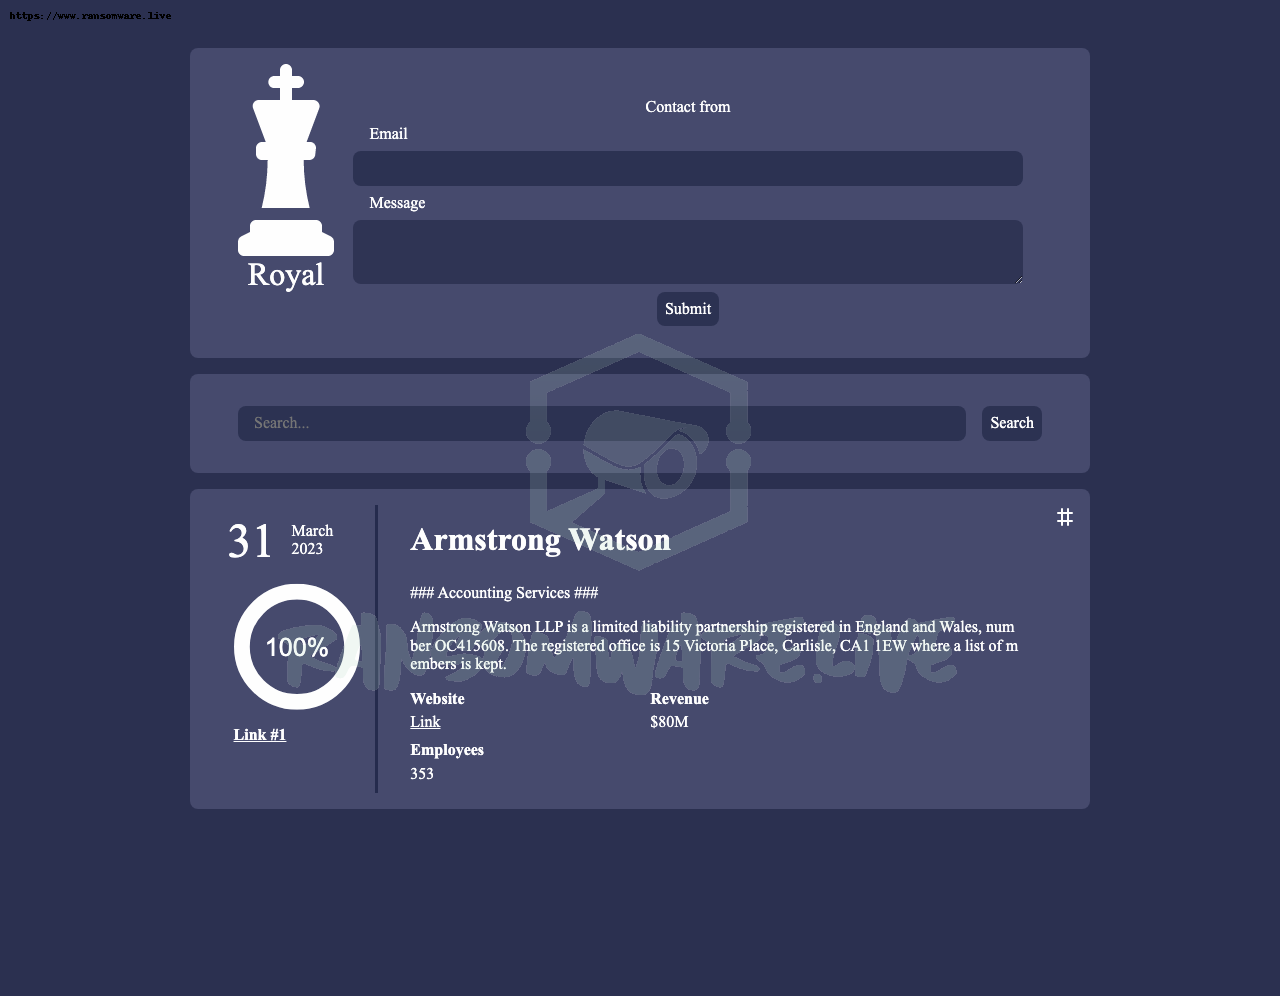 https://www.ransomware.live
Contact from
Email
Message
Royal
Submit
Search...
Search
31
March
2023
100%
Link #1
#
Armstrong Watson
### Accounting Services ###
Armstrong Watson LLP is a limited liability partnership registered in England and Wales, num
ber OC415608. The registered office is 15 Victoria Place, Carlisle, CA1 1EW where a list of m
embers is kept.
RANSOMWARE.LIVE
Website
Revenue
Link
$80M
Employees
353